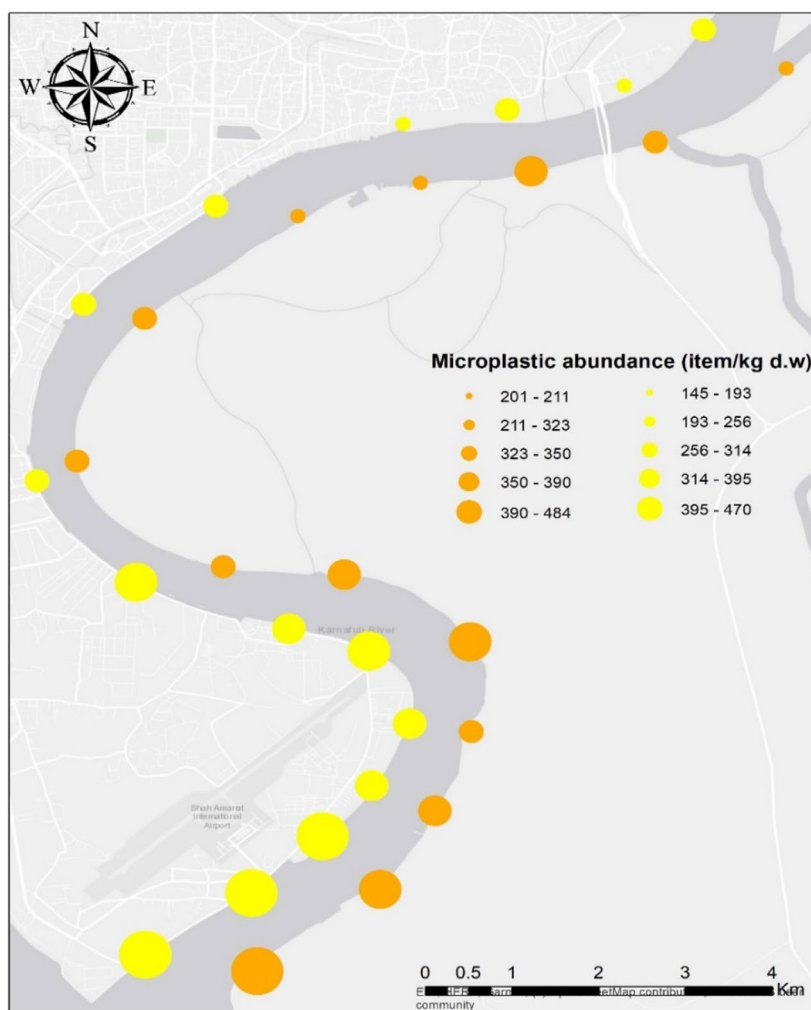 N
W E
S
Microplastic abundance (item/kg d.w)
201 - 211 145 - 193
211 - 323 193 - 256
323 - 350 256 - 314
350 - 390 314 - 395
390 - 484 395 - 470
Karnafuli River
Shah Amanat
International
Airport
0 0.5 1 2 3 4
Km
community